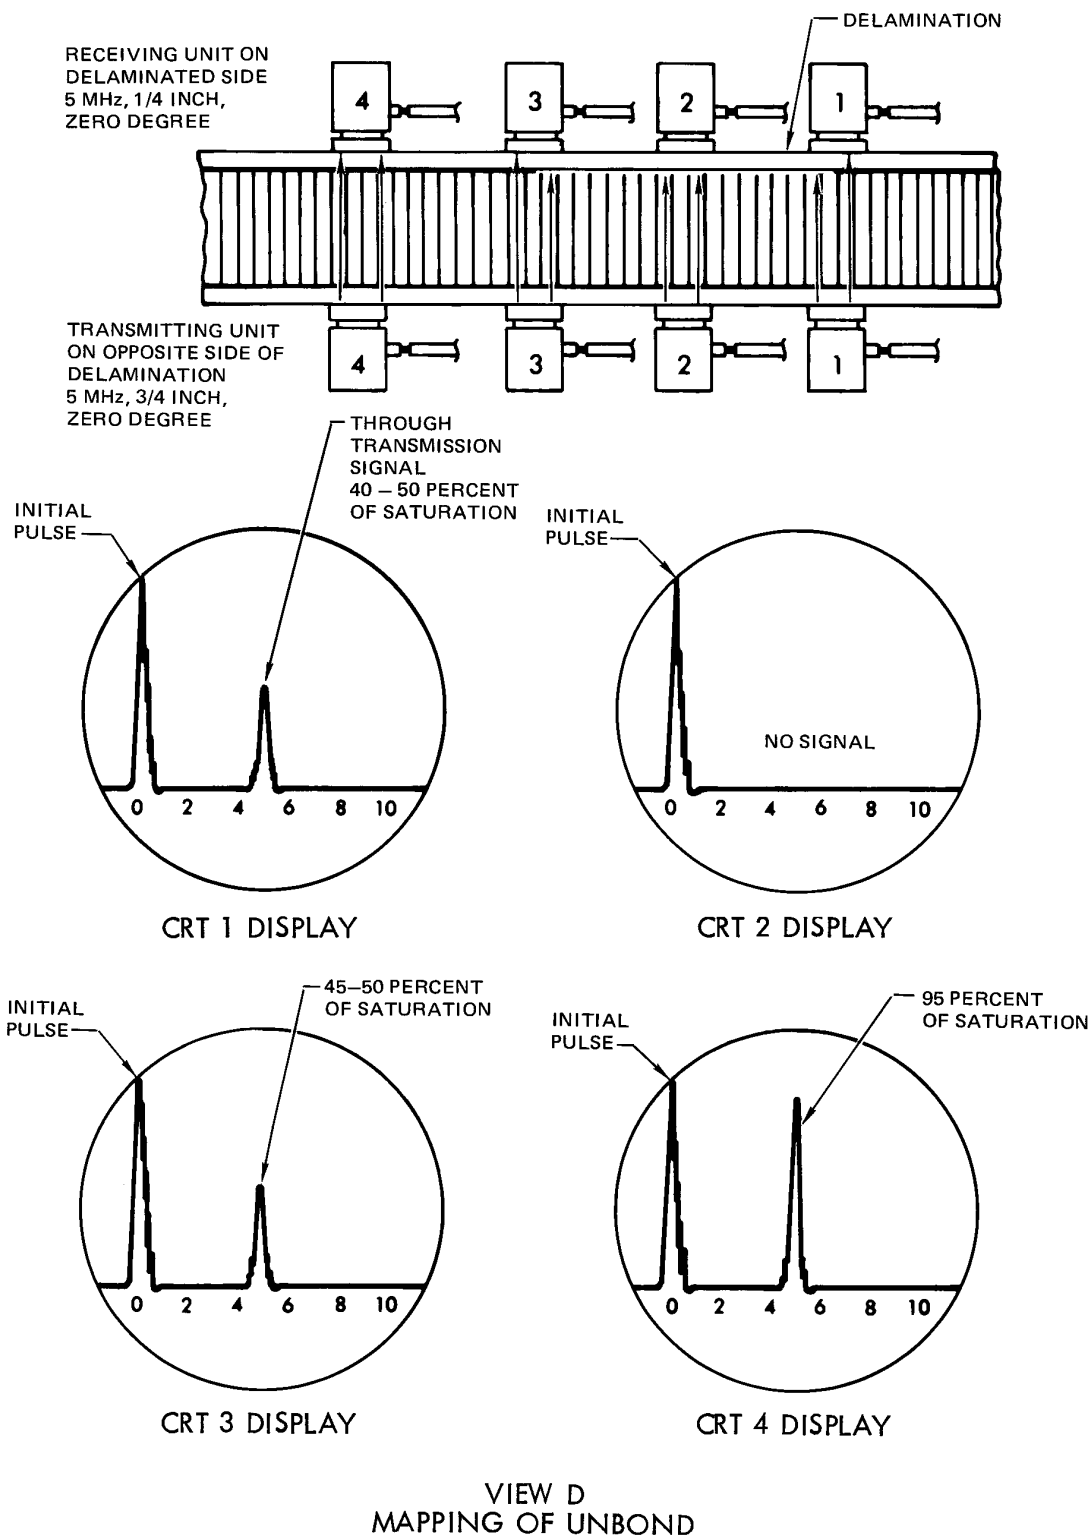 DELAMINATION
RECEIVING UNIT ON
DELAMINATED SIDE
5 MHz, 1/4 INCH,
ZERO DEGREE
4
3
2
1
TRANSMITTING UNIT
ON OPPOSITE SIDE OF
DELAMINATION
5 MHz, 3/4 INCH,
ZERO DEGREE
4
3
2
1
THROUGH
TRANSMISSION
SIGNAL
40 – 50 PERCENT
OF SATURATION
INITIAL
PULSE
0 2 4 6 8 10
CRT 1 DISPLAY
INITIAL
PULSE
NO SIGNAL
0 2 4 6 8 10
CRT 2 DISPLAY
INITIAL
PULSE
45–50 PERCENT
OF SATURATION
0 2 4 6 8 10
CRT 3 DISPLAY
INITIAL
PULSE
95 PERCENT
OF SATURATION
0 2 4 6 8 10
CRT 4 DISPLAY
VIEW D
MAPPING OF UNBOND